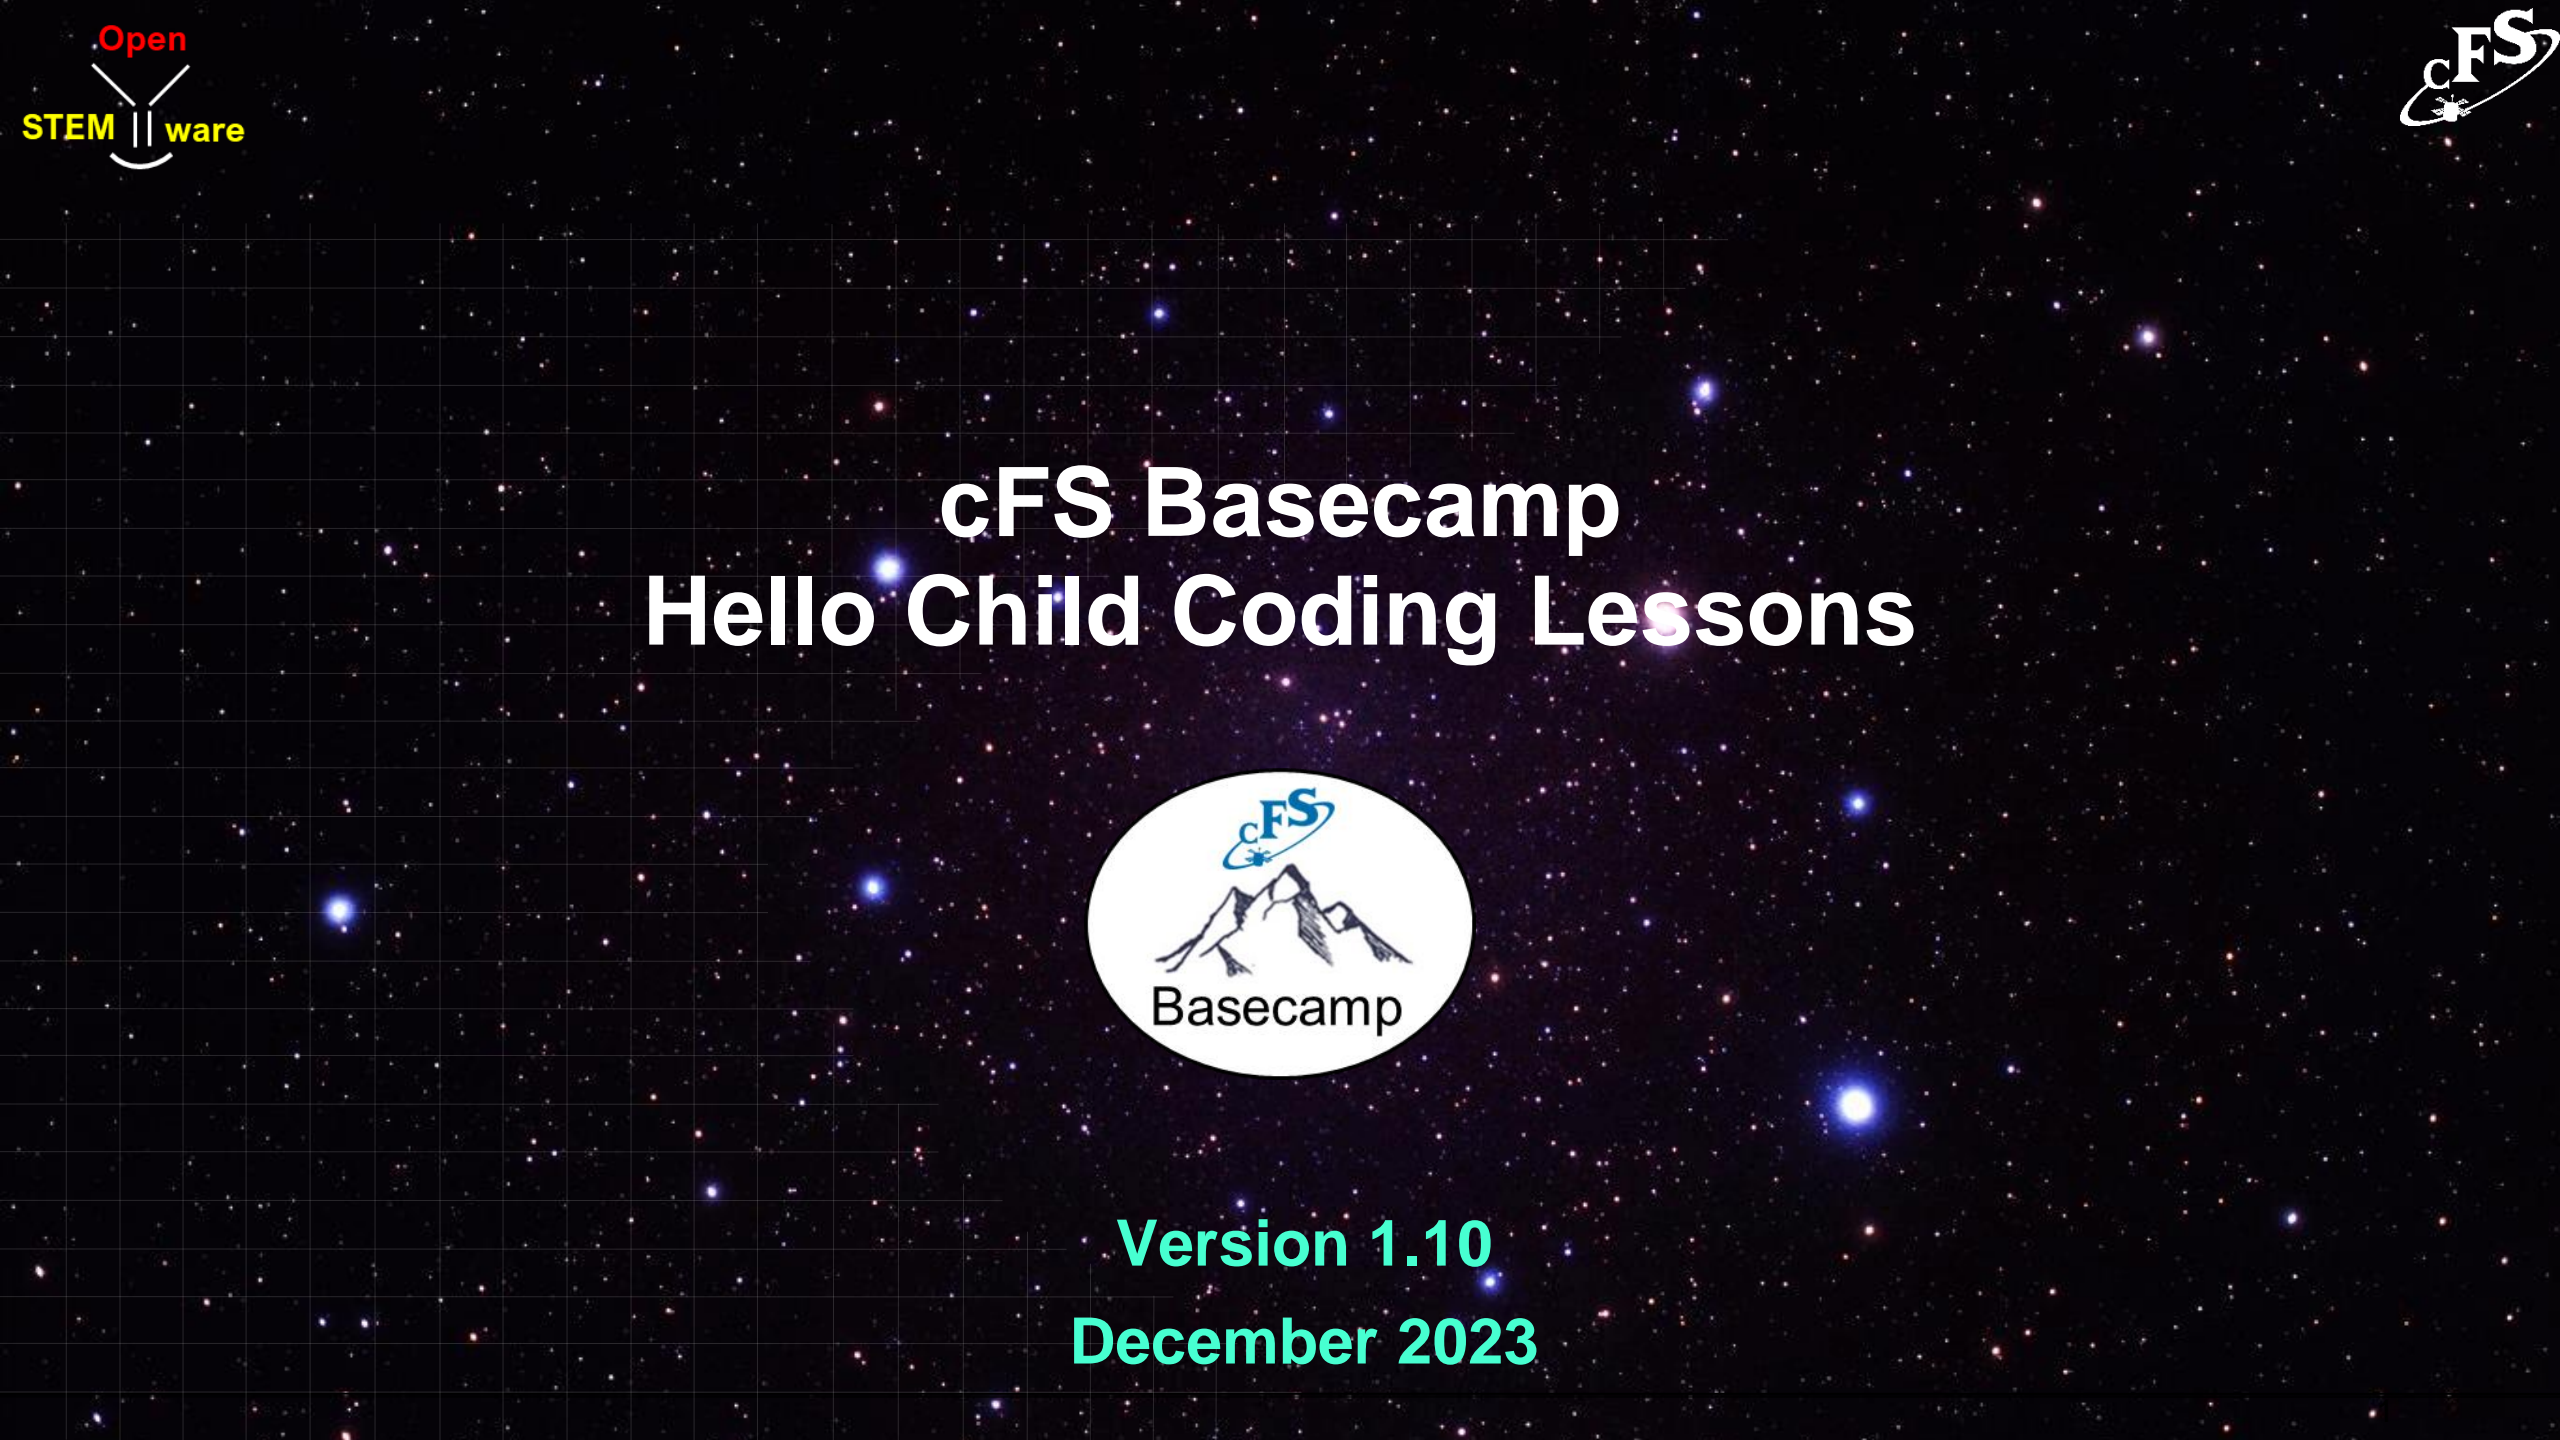 Open
STEM ware
cFS
cFS Basecamp
Hello Child Coding Lessons
cFS
Basecamp
Version 1.10
December 2023